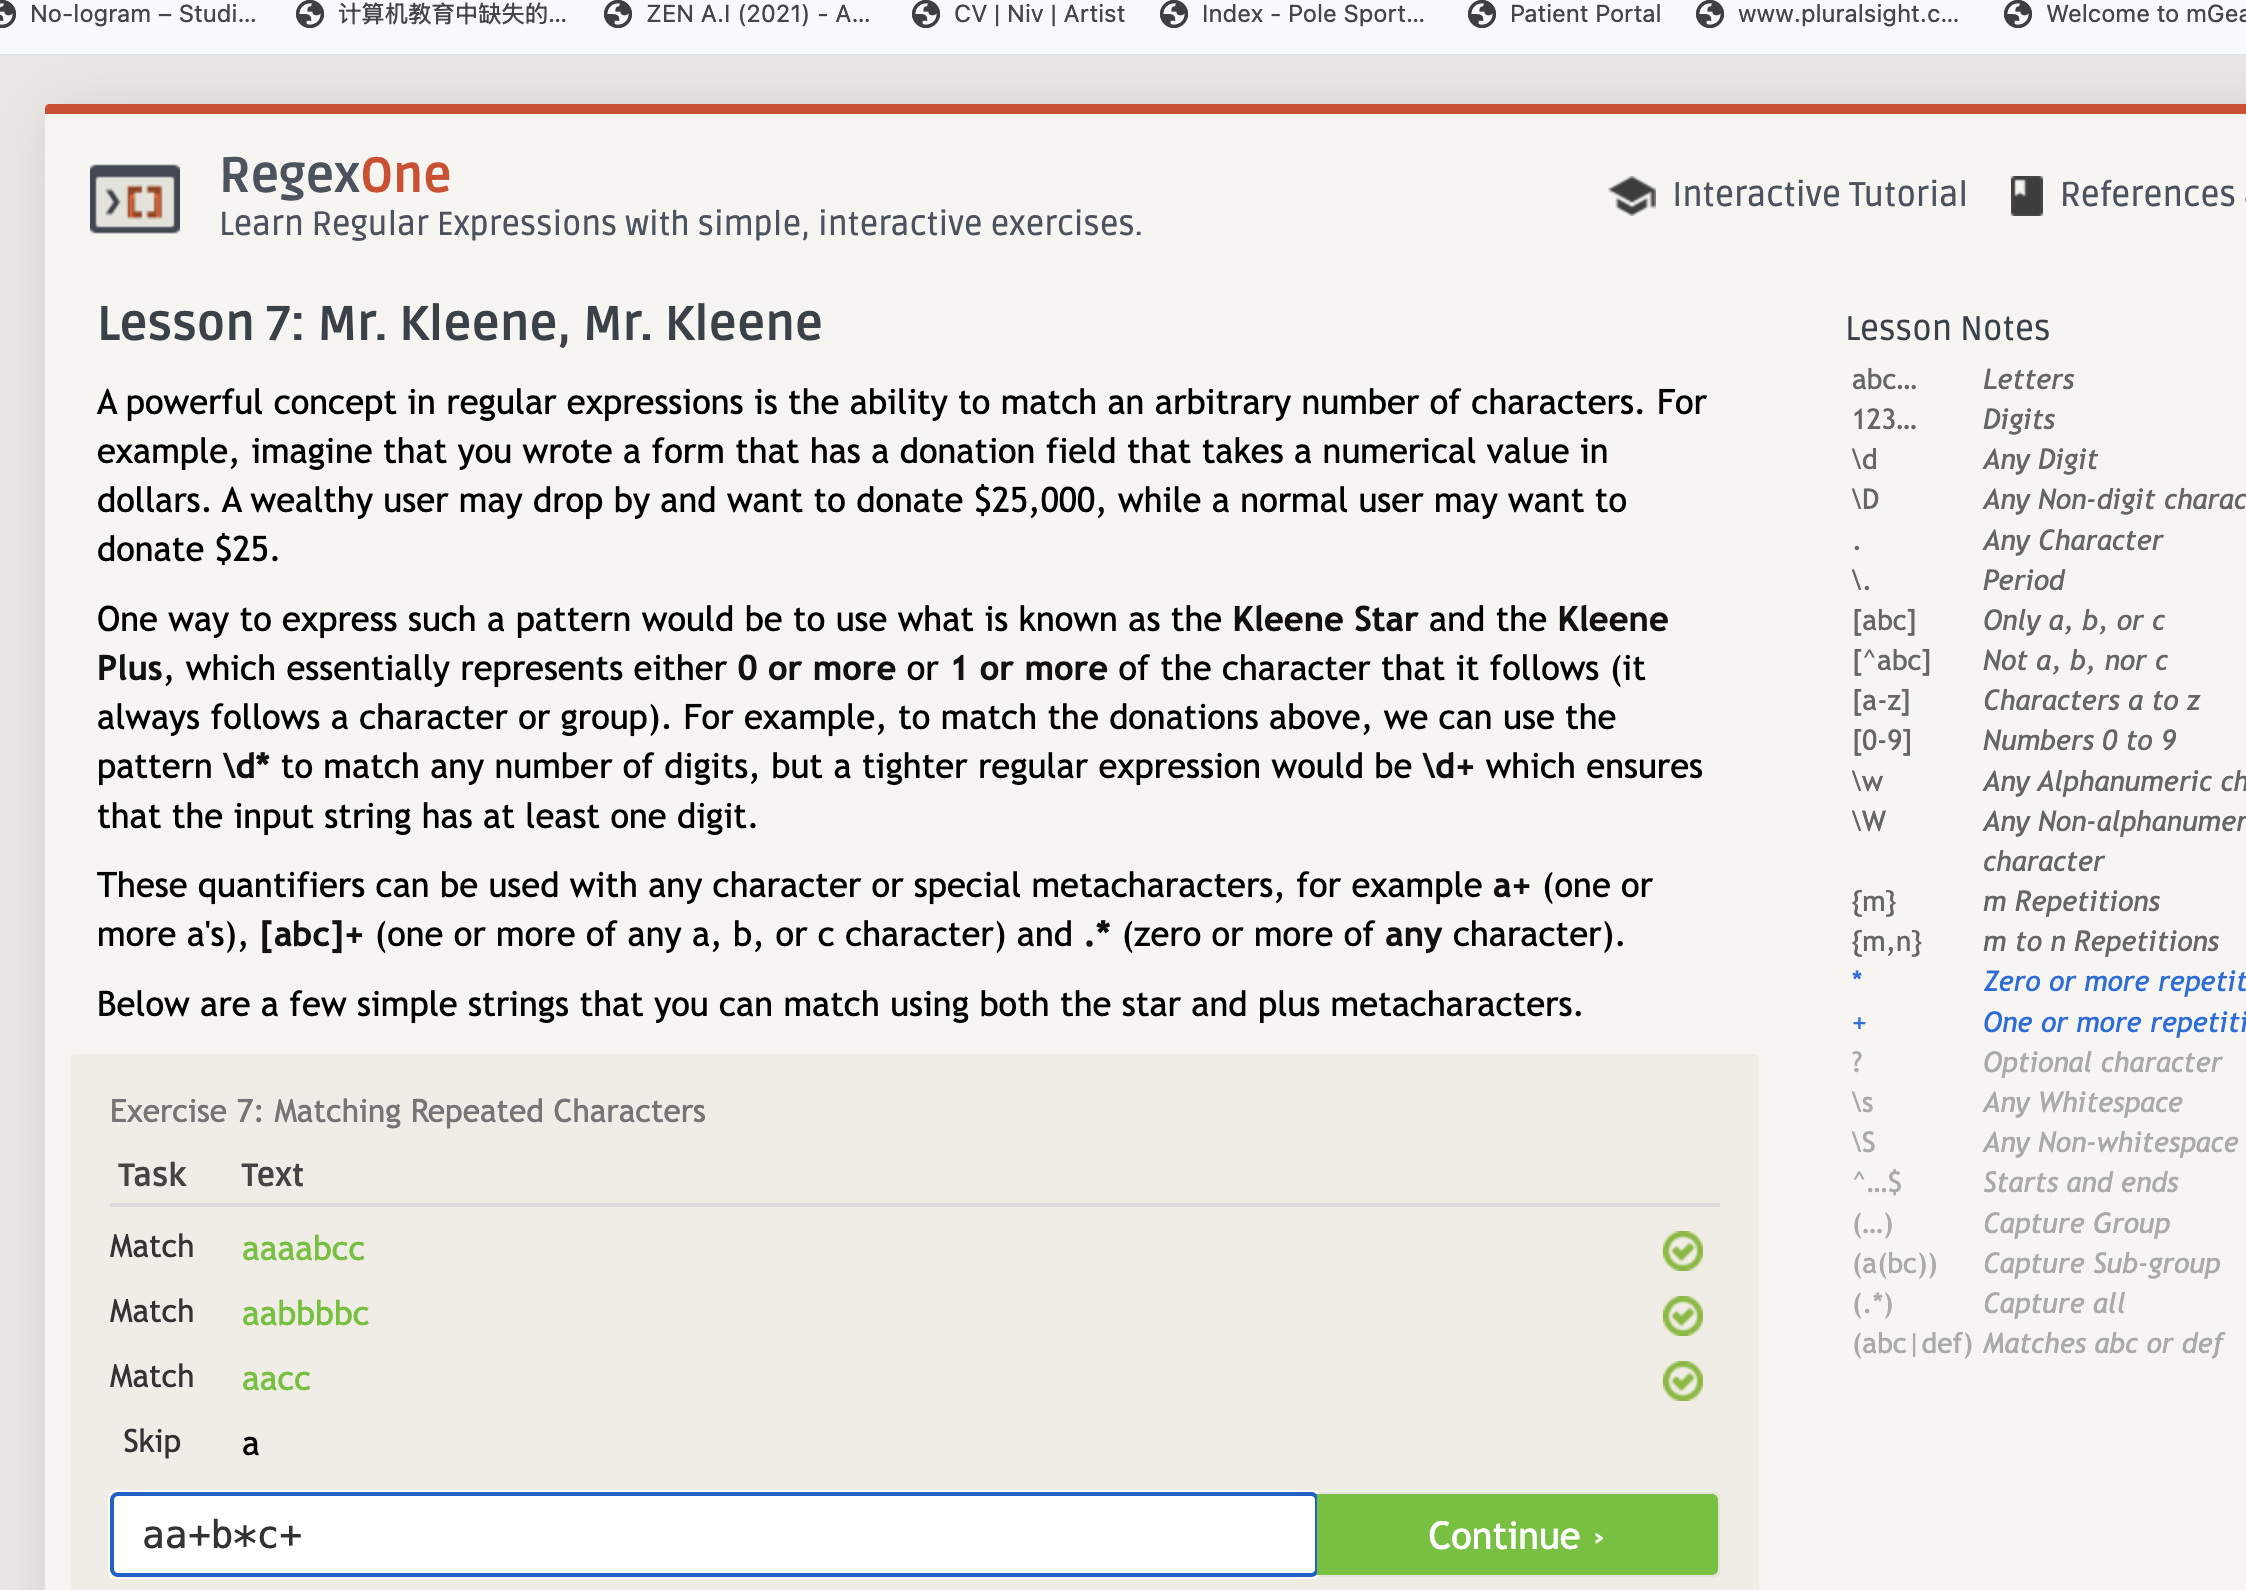 No-logram – Studi... 计算机教育中缺失的... ZEN A.I (2021) - A... CV | Niv | Artist Index - Pole Sport... Patient Portal www.pluralsight.c... Welcome to mGea
RegexOne
Learn Regular Expressions with simple, interactive exercises.
Interactive Tutorial References
Lesson 7: Mr. Kleene, Mr. Kleene
A powerful concept in regular expressions is the ability to match an arbitrary number of characters. For
example, imagine that you wrote a form that has a donation field that takes a numerical value in
dollars. A wealthy user may drop by and want to donate $25,000, while a normal user may want to
donate $25.
One way to express such a pattern would be to use what is known as the Kleene Star and the Kleene
Plus, which essentially represents either 0 or more or 1 or more of the character that it follows (it
always follows a character or group). For example, to match the donations above, we can use the
pattern \d* to match any number of digits, but a tighter regular expression would be \d+ which ensures
that the input string has at least one digit.
These quantifiers can be used with any character or special metacharacters, for example a+ (one or
more a's), [abc]+ (one or more of any a, b, or c character) and .* (zero or more of any character).
Below are a few simple strings that you can match using both the star and plus metacharacters.
Exercise 7: Matching Repeated Characters
Task Text
Match aaaabcc
Match aabbbbc
Match aacc
Skip a
aa+b*c+
Continue ›
Lesson Notes
abc… Letters
123… Digits
\d Any Digit
\D Any Non-digit charac
. Any Character
\. Period
[abc] Only a, b, or c
[^abc] Not a, b, nor c
[a-z] Characters a to z
[0-9] Numbers 0 to 9
\w Any Alphanumeric ch
\W Any Non-alphanumer
character
{m} m Repetitions
{m,n} m to n Repetitions
* Zero or more repetit
+ One or more repetiti
? Optional character
\s Any Whitespace
\S Any Non-whitespace
^…$ Starts and ends
(…) Capture Group
(a(bc)) Capture Sub-group
(.*) Capture all
(abc|def) Matches abc or def